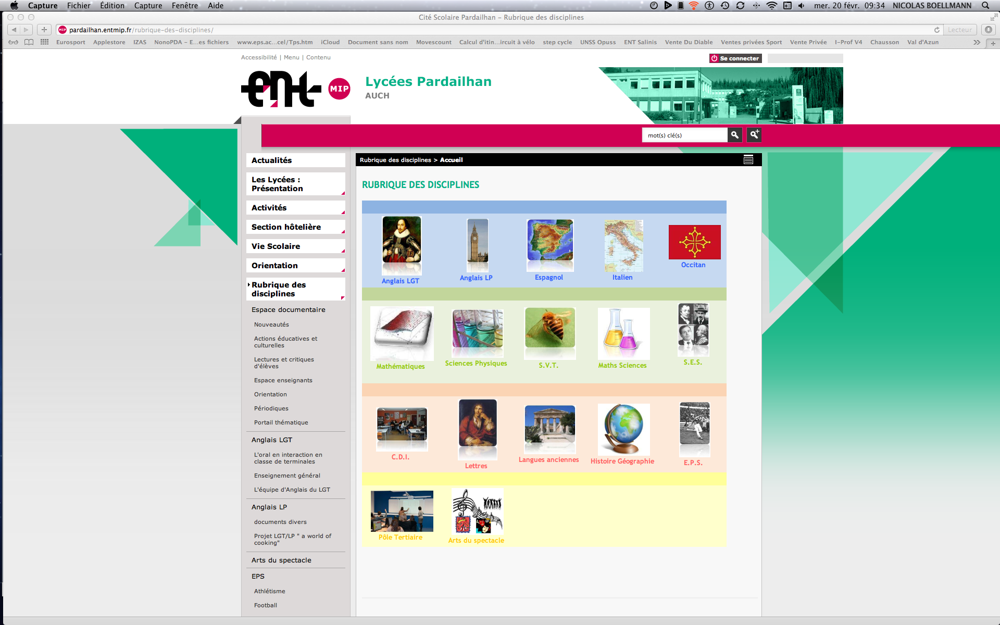 Capture Fichier Édition Capture Fenêtre Aide mer. 20 févr. 09:34 NICOLAS BOELLMANN
Cité Scolaire Pardailhan – Rubrique des disciplines
MIP pardailhan.entmip.fr/rubrique-des-disciplines/ Lecteur
Eurosport Applestore IZAS NonoPDA – E...es fichiers www.eps.ac...cel/Tps.htm iCloud Document sans nom Movescount Calcul d'itin...ircuit à vélo step cycle UNSS Opuss ENT Salinis Vente Du Diable Ventes privées Sport Vente Privée I-Prof V4 Chausson Val d'Azun
Accessibilité | Menu | Contenu
Se connecter
ent MIP
Lycées Pardailhan
AUCH
mot(s) clé(s)
Actualités
Les Lycées :
Présentation
Activités
Section hôtelière
Vie Scolaire
Orientation
Rubrique des
disciplines
Espace documentaire
Nouveautés
Actions éducatives et
culturelles
Lectures et critiques
d'élèves
Espace enseignants
Orientation
Périodiques
Portail thématique
Anglais LGT
L'oral en interaction en
classe de terminales
Enseignement général
L'équipe d'Anglais du LGT
Anglais LP
documents divers
Projet LGT/LP " a world of
cooking"
Arts du spectacle
EPS
Athlétisme
Football
Rubrique des disciplines > Accueil
RUBRIQUE DES DISCIPLINES
Anglais LGT
Anglais LP
Espagnol
Italien
Occitan
Mathématiques
Sciences Physiques
S.V.T.
Maths Sciences
S.E.S.
C.D.I.
Lettres
Langues anciennes
Histoire Géographie
E.P.S.
Pôle Tertiaire
Arts du spectacle